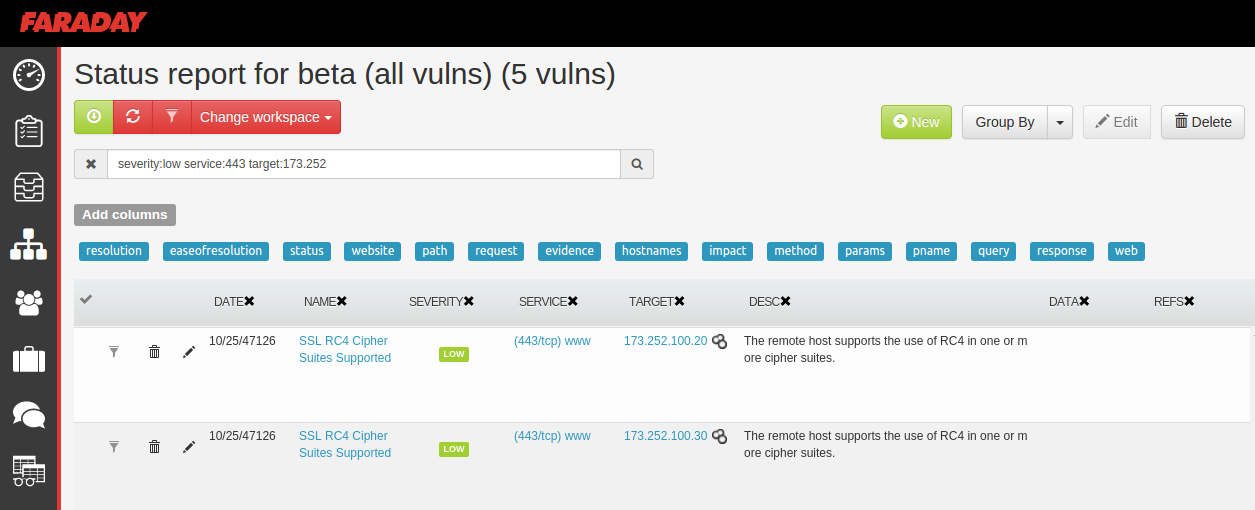 FARADAY
Status report for beta (all vulns) (5 vulns)
Change workspace
New
Group By
Edit
Delete
severity:low service:443 target:173.252
Add columns
resolution easeofresolution status website path request evidence hostnames impact method params pname query response web
DATE NAME SEVERITY SERVICE TARGET DESC DATA REFS
10/25/47126 SSL RC4 Cipher LOW (443/tcp) www 173.252.100.20 The remote host supports the use of RC4 in one or m
Suites Supported ore cipher suites.
10/25/47126 SSL RC4 Cipher LOW (443/tcp) www 173.252.100.30 The remote host supports the use of RC4 in one or m
Suites Supported ore cipher suites.